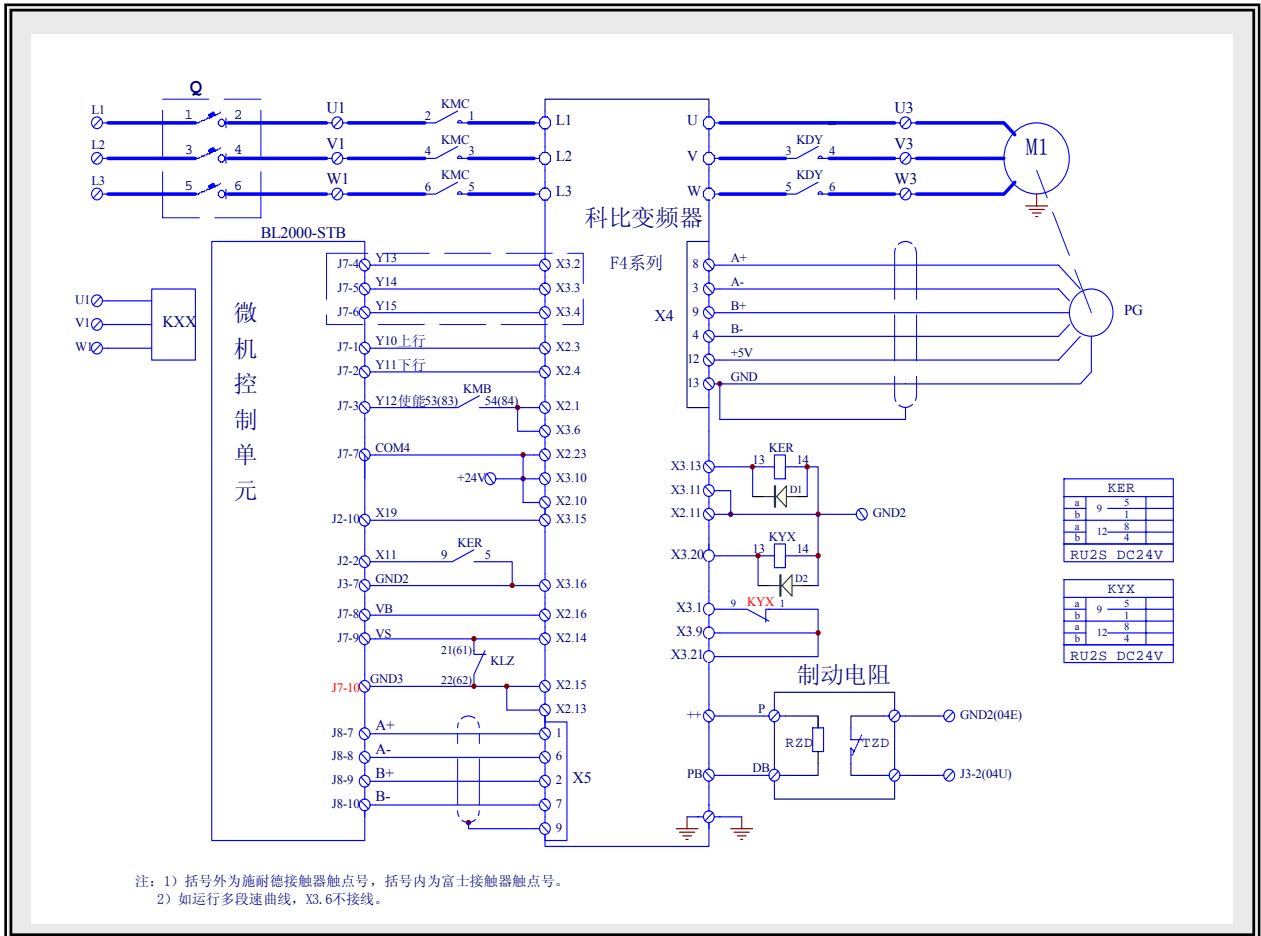 Q
L1 1 2 U1 2 KMC 1 L1 U U3
L2 3 4 V1 4 KMC 3 L2 V 3 KDY 4 V3 M1
L3 5 6 W1 6 KMC 5 L3 W 5 KDY 6 W3
科比变频器
BL2000-STB
F4系列
J7-4 Y13 X3.2 8 A+
J7-5 Y14 X3.3 3 A-
J7-6 Y15 X3.4 X4 9 B+ PG
J7-1 Y10上行 X2.3 4 B-
J7-2 Y11下行 X2.4 12 +5V
13 GND
U1
V1 KXX
W1
微机控制单元
J7-3 Y12使能53(83) KMB 54(84) X2.1
X3.6
J7-7 COM4 X2.23
+24V X3.10
X2.10
J2-10 X19 X3.15
J2-2 X11 9 KER 5
J3-7 GND2 X3.16
J7-8 VB X2.16
J7-9 VS X2.14
21(61) KLZ
J7-10 GND3 22(62) X2.15
X2.13
J8-7 A+ 1
J8-8 A- 6
J8-9 B+ 2 X5
J8-10 B- 7
9
KER
X3.13 13 14
X3.11 D1
X2.11 GND2
KYX
X3.20 13 14
D2
X3.1 9 KYX 1
X3.9
X3.21
制动电阻
++ P GND2(04E)
RZD TZD
PB DB J3-2(04U)
KER
a 9 5
b 1
a 12 8
b 4
RU2S DC24V
KYX
a 9 5
b 1
a 12 8
b 4
RU2S DC24V
注：1）括号外为施耐德接触器触点号，括号内为富士接触器触点号。
2）如运行多段速曲线，X3.6不接线。